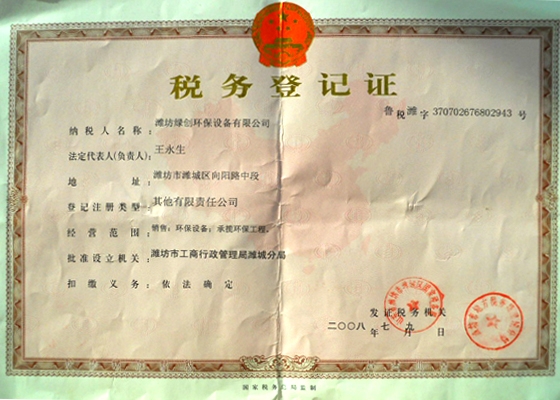 税务登记证
鲁税潍字 370702676802943 号
纳税人名称： 潍坊绿创环保设备有限公司
法定代表人(负责人) 王永生
地 址： 潍坊市潍城区向阳路中段
登记注册类型： 其他有限责任公司
经营范围： 销售：环保设备；承揽环保工程。
批准设立机关： 潍坊市工商行政管理局潍城分局
扣缴义务： 依法确定
发证税务机关
二〇〇八年七月九日
国家税务总局监制